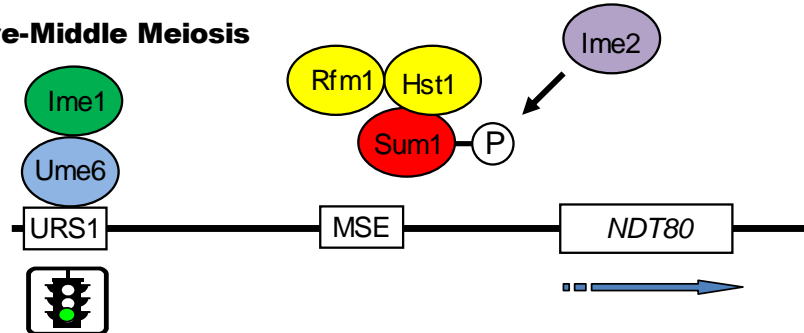 e-Middle Meiosis
Ime2
Rfm1 Hst1
Ime1
Sum1 P
Ume6
URS1 MSE NDT80